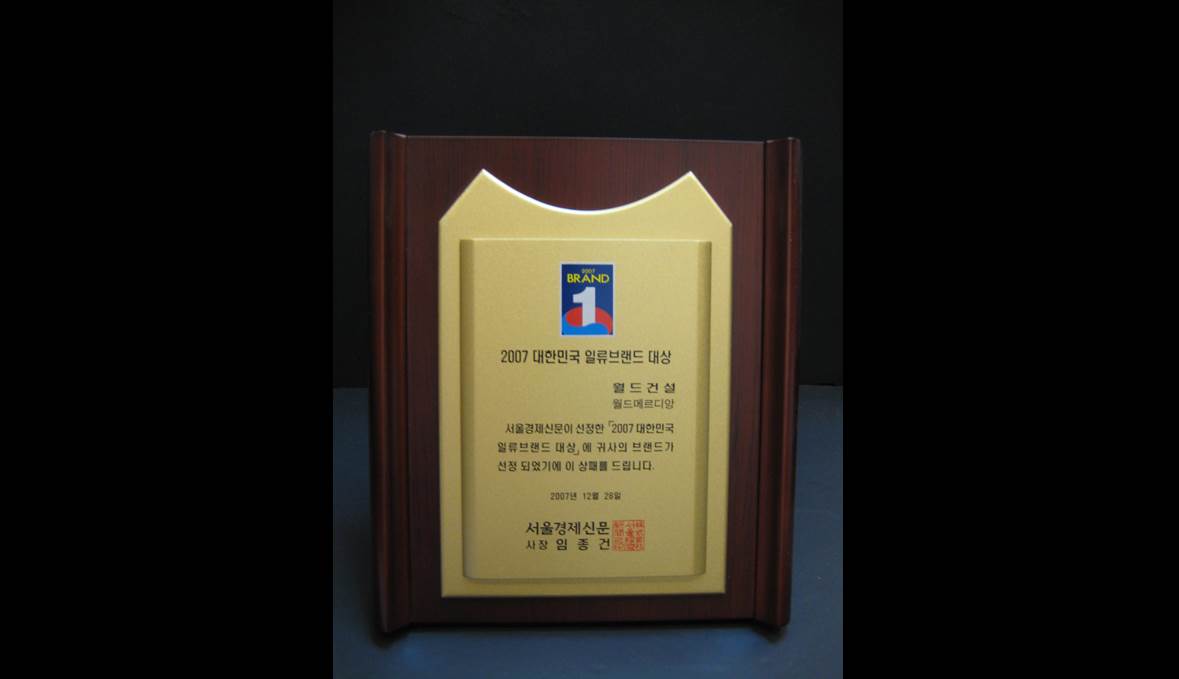 2007
BRAND
1
2007 대한민국 일류브랜드 대상
월드건설
월드메르디앙
서울경제신문이 선정한 「2007 대한민국
일류브랜드 대상」에 귀사의 브랜드가
선정 되었기에 이 상패를 드립니다.
2007년 12월 28일
서울경제신문
사장 임 종 건